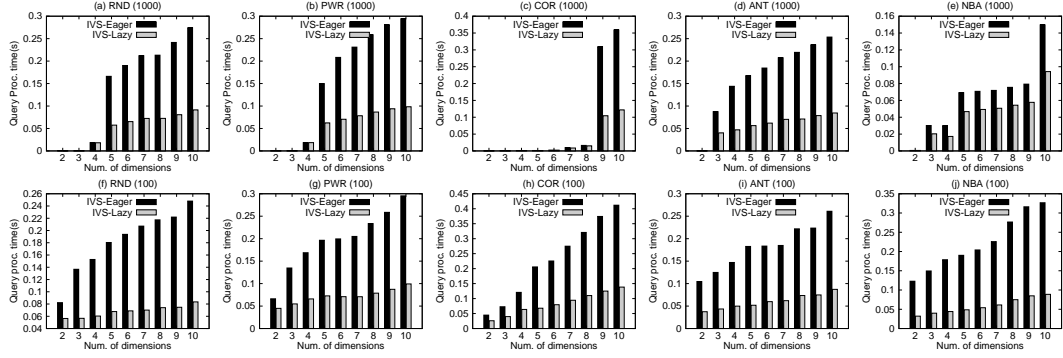 (a) RND (1000)
IVS-Eager
IVS-Lazy
Query Proc. time(s)
0.3
0.25
0.2
0.15
0.1
0.05
0
2 3 4 5 6 7 8 9 10
Num. of dimensions
(b) PWR (1000)
IVS-Eager
IVS-Lazy
Query Proc. time(s)
0.3
0.25
0.2
0.15
0.1
0.05
0
2 3 4 5 6 7 8 9 10
Num. of dimensions
(c) COR (1000)
IVS-Eager
IVS-Lazy
Query Proc. time(s)
0.4
0.35
0.3
0.25
0.2
0.15
0.1
0.05
0
2 3 4 5 6 7 8 9 10
Num. of dimensions
(d) ANT (1000)
IVS-Eager
IVS-Lazy
Query Proc. time(s)
0.3
0.25
0.2
0.15
0.1
0.05
0
2 3 4 5 6 7 8 9 10
Num. of dimensions
(e) NBA (1000)
IVS-Eager
IVS-Lazy
Query Proc. time(s)
0.16
0.14
0.12
0.1
0.08
0.06
0.04
0.02
0
2 3 4 5 6 7 8 9 10
Num. of dimensions
(f) RND (100)
IVS-Eager
IVS-Lazy
Query proc. time(s)
0.26
0.24
0.22
0.2
0.18
0.16
0.14
0.12
0.1
0.08
0.06
0.04
2 3 4 5 6 7 8 9 10
Num. of dimensions
(g) PWR (100)
IVS-Eager
IVS-Lazy
Query proc. time(s)
0.3
0.25
0.2
0.15
0.1
0.05
0
2 3 4 5 6 7 8 9 10
Num. of dimensions
(h) COR (100)
IVS-Eager
IVS-Lazy
Query proc. time(s)
0.45
0.4
0.35
0.3
0.25
0.2
0.15
0.1
0.05
0
2 3 4 5 6 7 8 9 10
Num. of dimensions
(i) ANT (100)
IVS-Eager
IVS-Lazy
Query proc. time(s)
0.3
0.25
0.2
0.15
0.1
0.05
0
2 3 4 5 6 7 8 9 10
Num. of dimensions
(j) NBA (100)
IVS-Eager
IVS-Lazy
Query proc. time(s)
0.35
0.3
0.25
0.2
0.15
0.1
0.05
0
2 3 4 5 6 7 8 9 10
Num. of dimensions